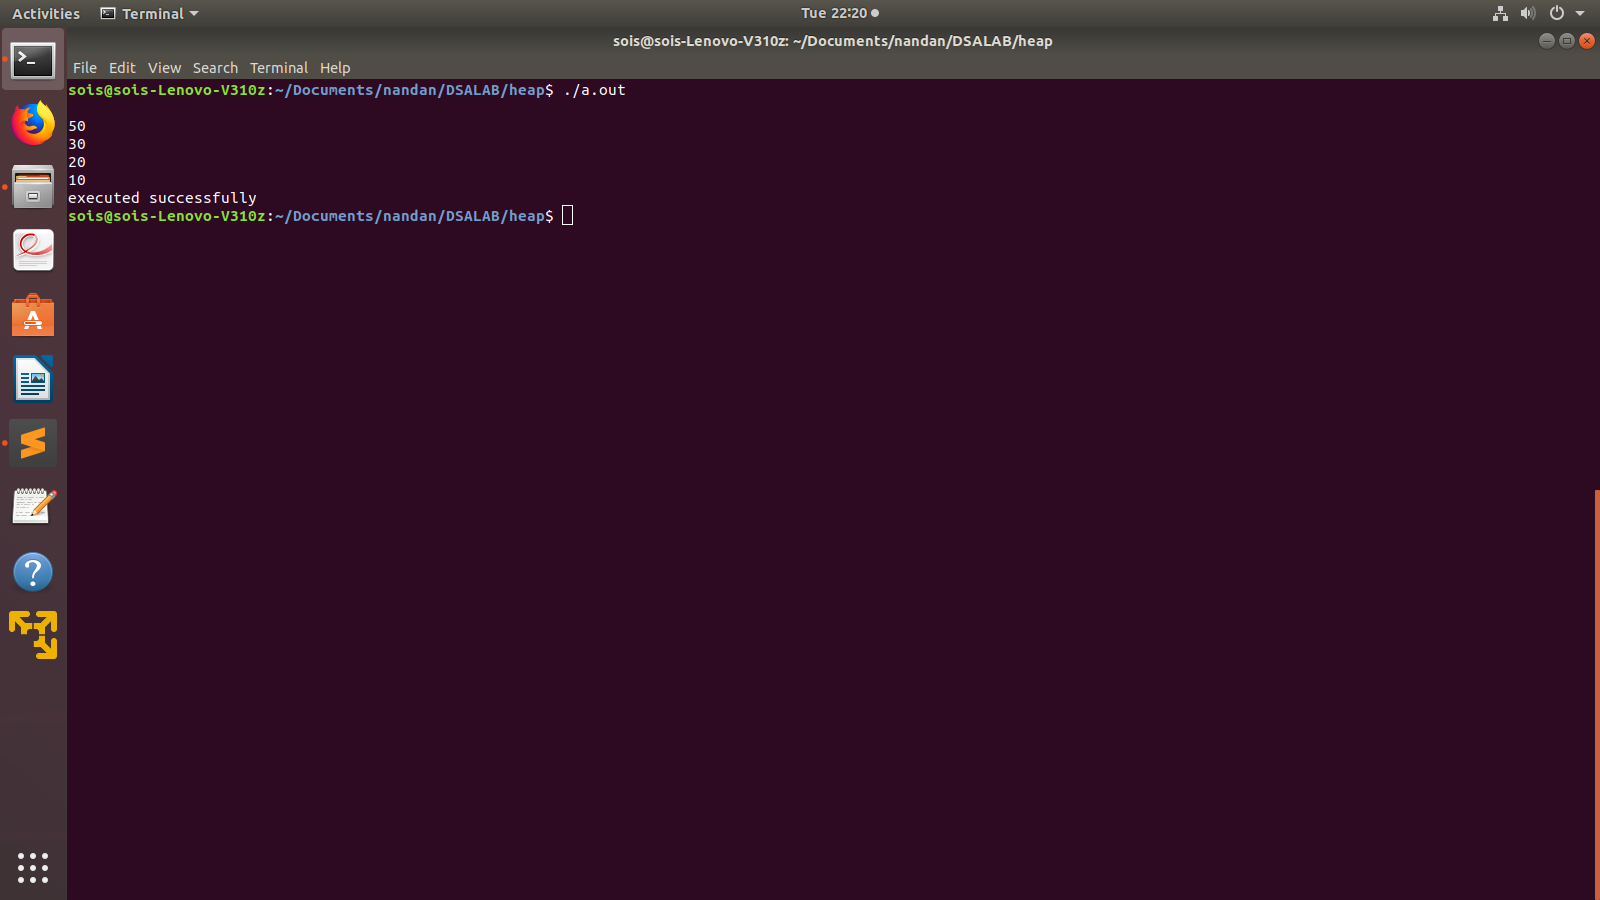 Activities Terminal Tue 22:20
sois@sois-Lenovo-V310z: ~/Documents/nandan/DSALAB/heap
File Edit View Search Terminal Help
sois@sois-Lenovo-V310z:~/Documents/nandan/DSALAB/heap$ ./a.out
50
30
20
10
executed successfully
sois@sois-Lenovo-V310z:~/Documents/nandan/DSALAB/heap$